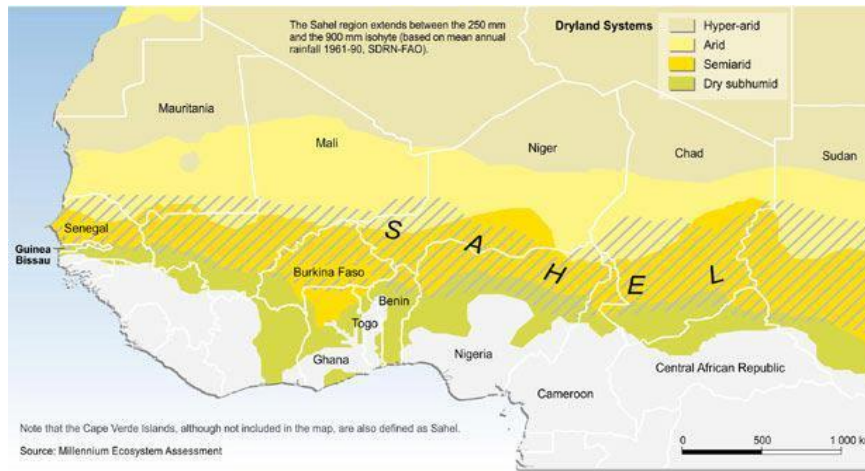 The Sahel region extends between the 250 mm
and the 900 mm isohyte (based on mean annual
rainfall 1961-90, SDRN-FAO).
Dryland Systems
Hyper-arid
Arid
Semiarid
Dry subhumid
Mauritania
Mali
Niger
Chad
Sudan
Senegal
Guinea
Bissau
S A H E L
Burkina Faso
Benin
Togo
Ghana
Nigeria
Cameroon
Central African Republic
Note that the Cape Verde Islands, although not included in the map, are also defined as Sahel.
Source: Millennium Ecosystem Assessment
0 500 1 000 k